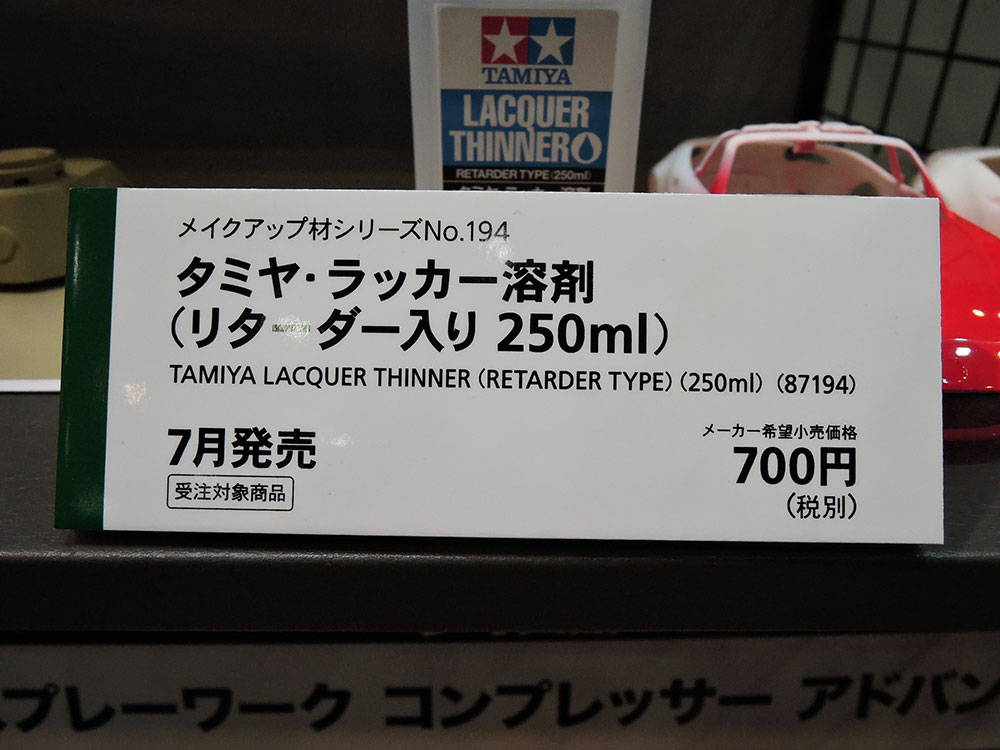 TAMIYA
LACQUER
THINNER
RETARDER TYPE (250ml)
メイクアップ材シリーズNo.194
タミヤ・ラッカー溶剤
(リターダー入り 250ml)
TAMIYA LACQUER THINNER (RETARDER TYPE) (250ml) (87194)
7月発売
受注対象商品
メーカー希望小売価格
700円
(税別)
プレーワーク コンプレッサー アドバン